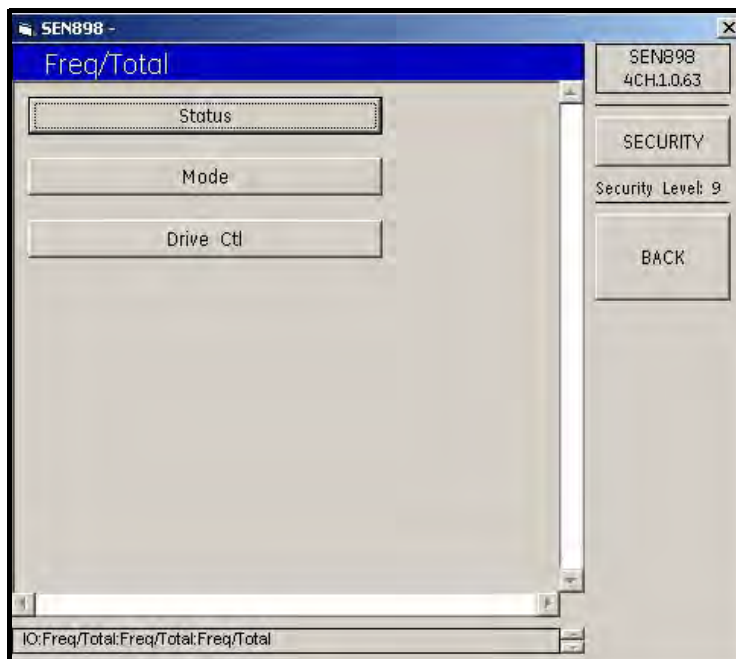 SEN898 -
Freq/Total
SEN898
4CH.1.0.63
Status
SECURITY
Mode
Security Level: 9
Drive Ctl
BACK
IO:Freq/Total:Freq/Total:Freq/Total